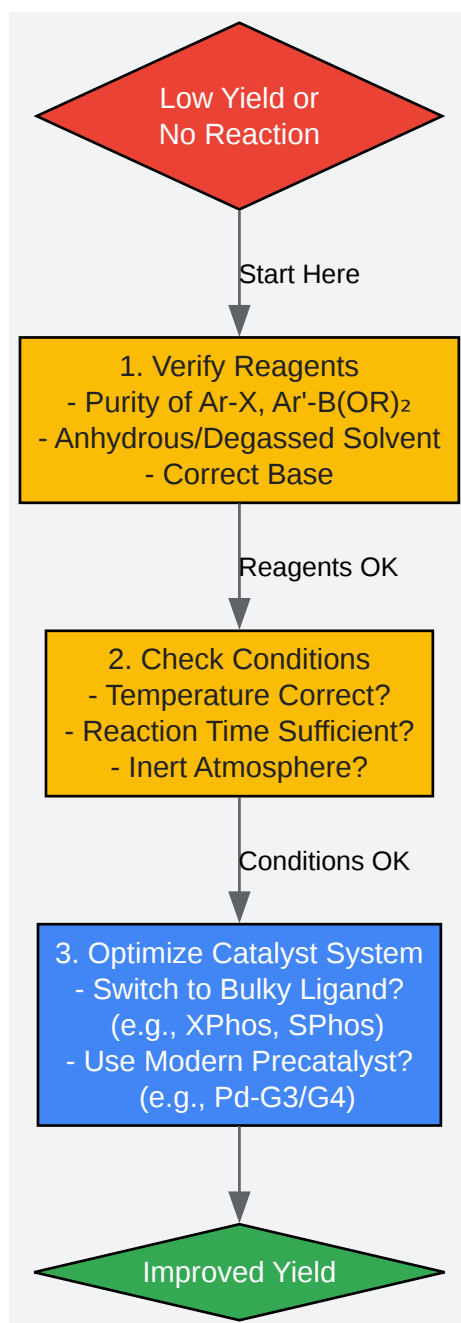 Low Yield or
No Reaction
Start Here
1. Verify Reagents
- Purity of Ar-X, Ar'-B(OR)₂
- Anhydrous/Degassed Solvent
- Correct Base
Reagents OK
2. Check Conditions
- Temperature Correct?
- Reaction Time Sufficient?
- Inert Atmosphere?
Conditions OK
3. Optimize Catalyst System
- Switch to Bulky Ligand?
(e.g., XPhos, SPhos)
- Use Modern Precatalyst?
(e.g., Pd-G3/G4)
Improved Yield